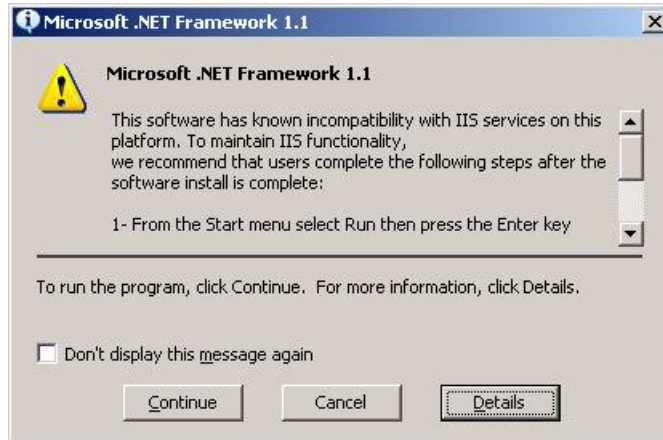 Microsoft .NET Framework 1.1
Microsoft .NET Framework 1.1
This software has known incompatibility with IIS services on this
platform. To maintain IIS functionality,
we recommend that users complete the following steps after the
software install is complete:
1- From the Start menu select Run then press the Enter key
To run the program, click Continue.  For more information, click Details.
Don't display this message again
Continue
Cancel
Details